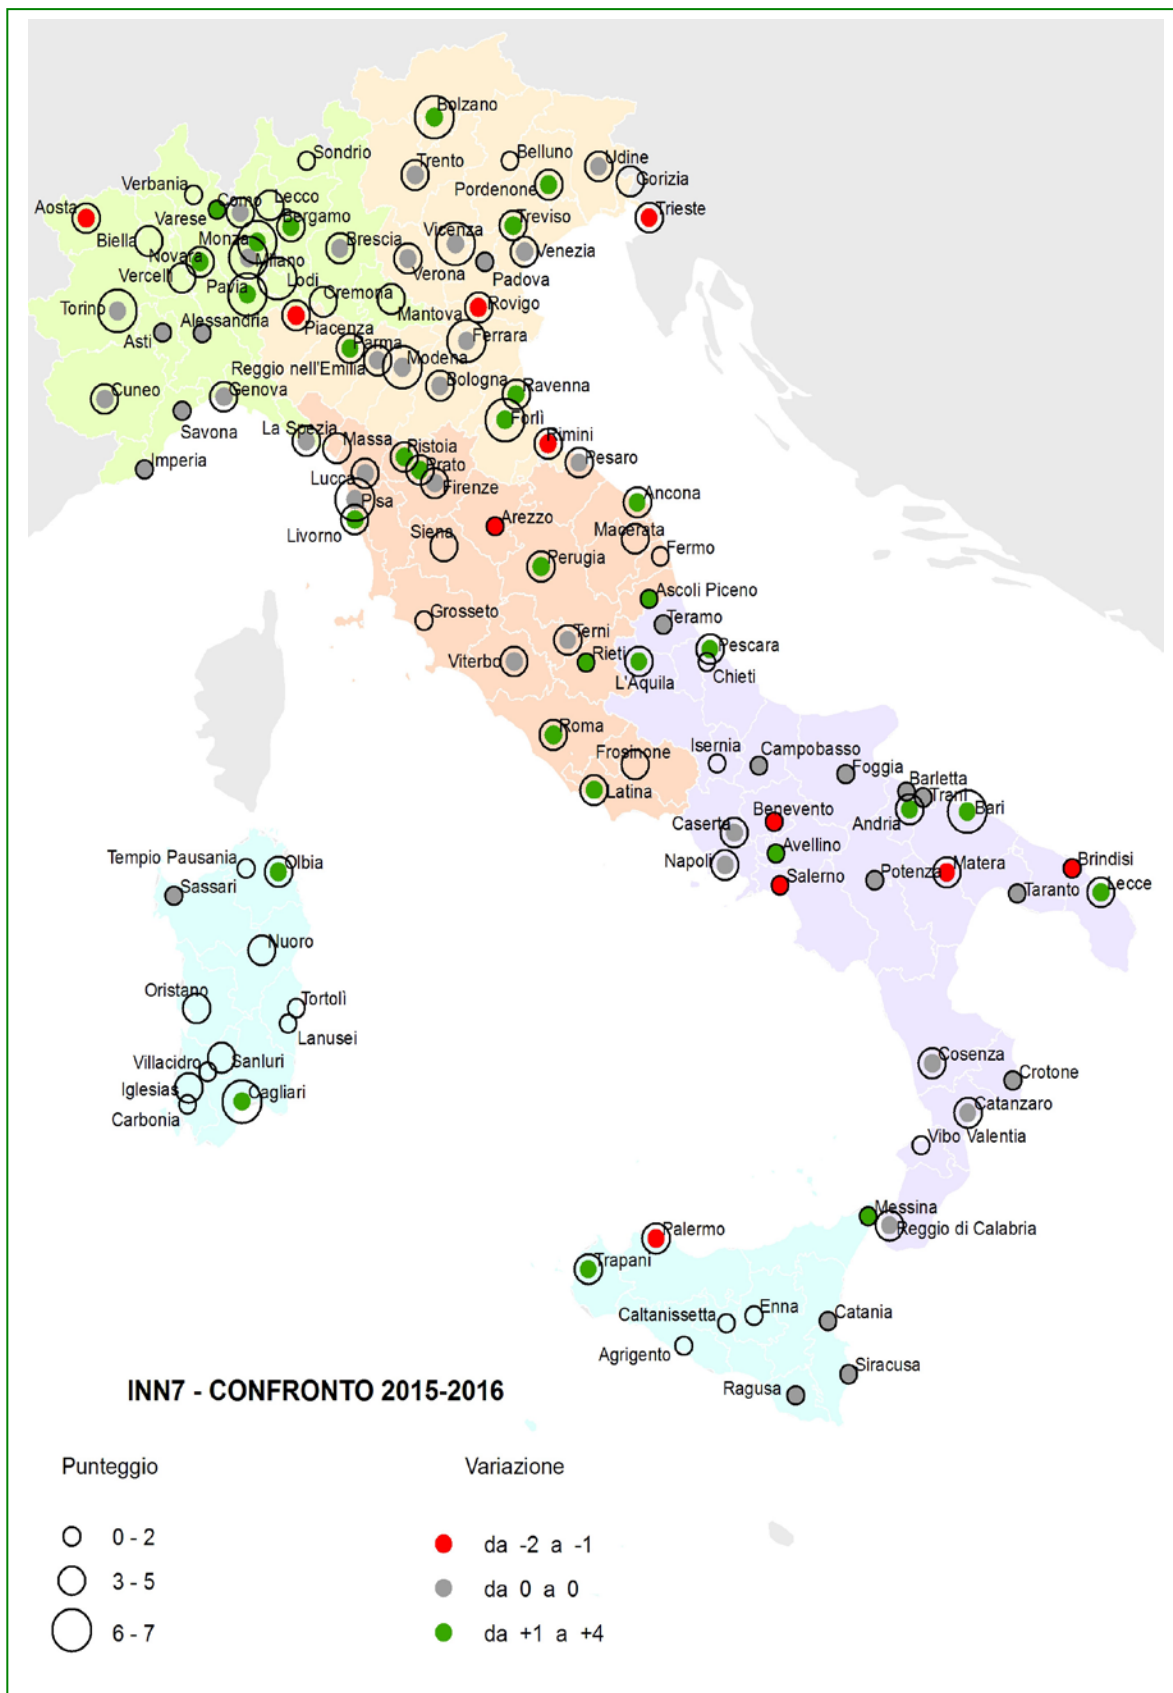 Bolzano
Sondrio
Belluno
Udine
Trento
Gorizia
Verbania
Pordenone
Lecco
Como
Aosta
Varese
Bergamo
Treviso
Trieste
Vicenza
Biella
Monza
Brescia
Venezia
Novara
Milano
Verona
Padova
Vercelli
Lodi
Pavia
Cremona
Torino
Mantova
Rovigo
Alessandria
Piacenza
Asti
Parma
Ferrara
Modena
Reggio nell'Emilia
Bologna
Cuneo
Genova
Ravenna
Savona
Forlì
La Spezia
Massa
Rimini
Pistoia
Pesaro
Imperia
Prato
Lucca
Firenze
Pisa
Ancona
Livorno
Arezzo
Siena
Macerata
Fermo
Perugia
Ascoli Piceno
Grosseto
Teramo
Terni
Pescara
Viterbo
Rieti
Chieti
L'Aquila
Roma
Frosinone
Isernia
Campobasso
Foggia
Latina
Barletta
Trani
Benevento
Bari
Caserta
Andria
Avellino
Napoli
Tempio Pausania
Olbia
Matera
Brindisi
Salerno
Potenza
Sassari
Taranto
Lecce
Nuoro
Oristano
Tortolì
Lanusei
Villacidro
Sanluri
Iglesias
Cagliari
Carbonia
Cosenza
Crotone
Catanzaro
Vibo Valentia
Messina
Palermo
Reggio di Calabria
Trapani
Caltanissetta
Enna
Catania
Agrigento
Siracusa
Ragusa
INN7 - CONFRONTO 2015-2016
Punteggio
Variazione
0 - 2
da -2 a -1
3 - 5
da 0 a 0
6 - 7
da +1 a +4